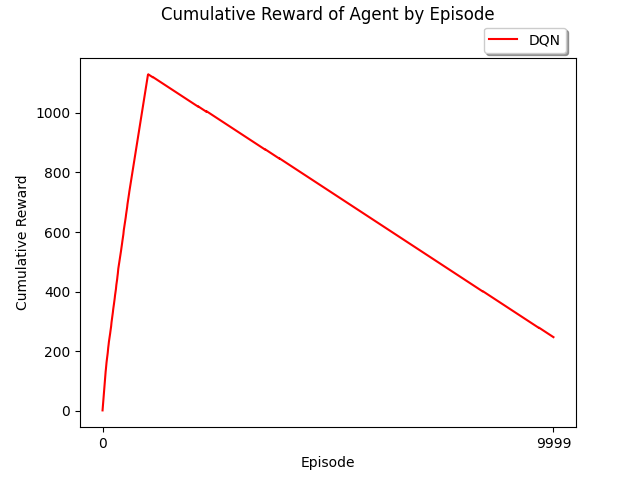 Cumulative Reward of Agent by Episode
DQN
Cumulative Reward
1000
800
600
400
200
0
0
9999
Episode